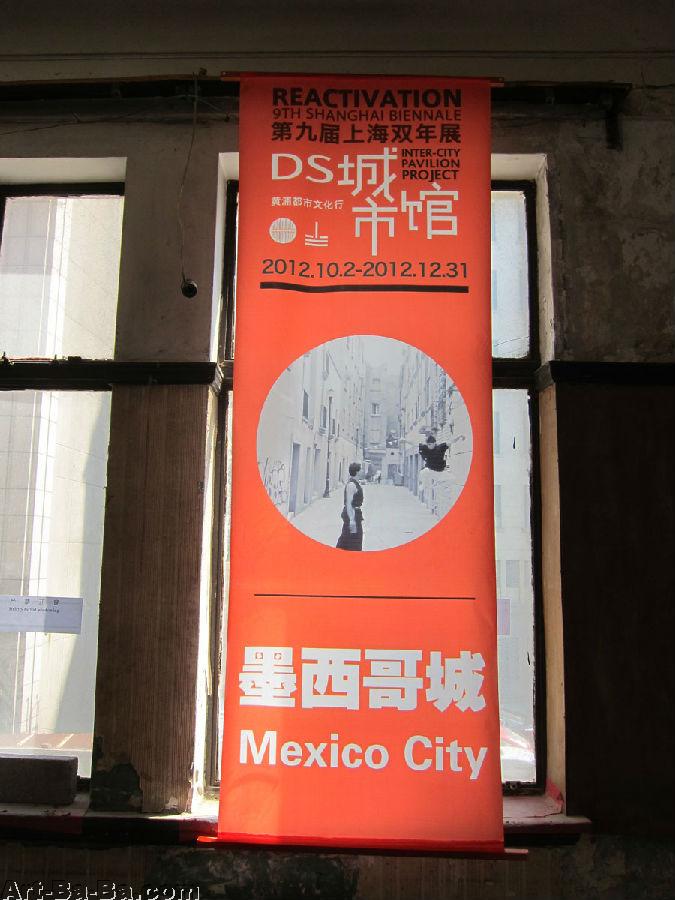 REACTIVATION
9TH SHANGHAI BIENNALE
第九届上海双年展
DS城市馆
INTER-CITY
PAVILION
PROJECT
黄浦都市文化行
2012.10.2-2012.12.31
墨西哥城
Mexico City
Art-Ba-Ba.com